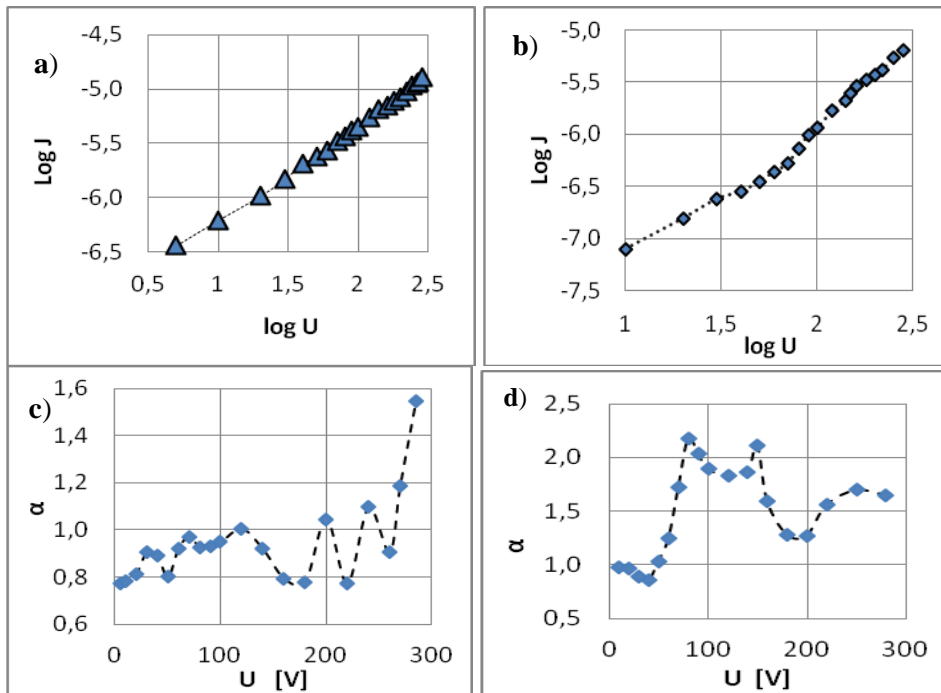 a)
-4,5
-5,0
-5,5
-6,0
-6,5
Log J
0,5 1 1,5 2 2,5
log U
b)
-5,0
-5,5
-6,0
-6,5
-7,0
-7,5
Log J
1 1,5 2 2,5
log U
c)
1,6
1,4
1,2
1,0
0,8
0,6
α
0 100 200 300
U [V]
d)
2,5
2,0
1,5
1,0
0,5
α
0 100 200 300
U [V]